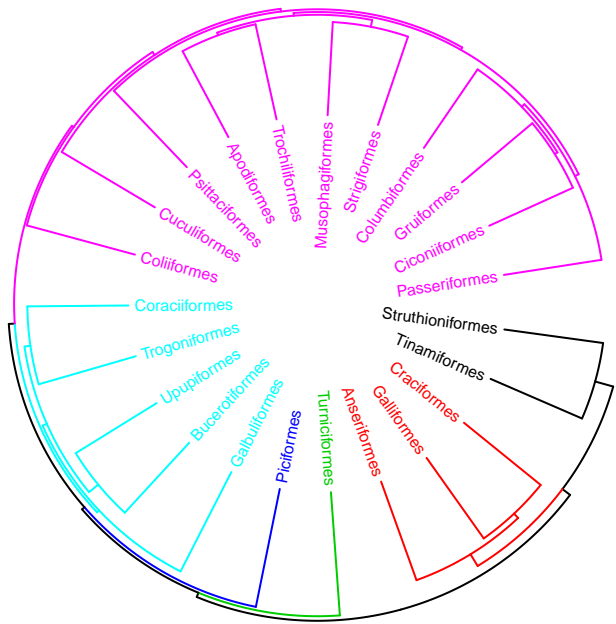 Musophagiformes
Strigiformes
Columbiformes
Gruiformes
Ciconiiformes
Passeriformes
Struthioniformes
Tinamiformes
Craciformes
Galliformes
Anseriformes
Turniciformes
Piciformes
Galbuliformes
Bucerotiformes
Upupiformes
Trogoniformes
Coraciiformes
Coliiformes
Cuculiformes
Psittaciformes
Apodiformes
Trochiliformes